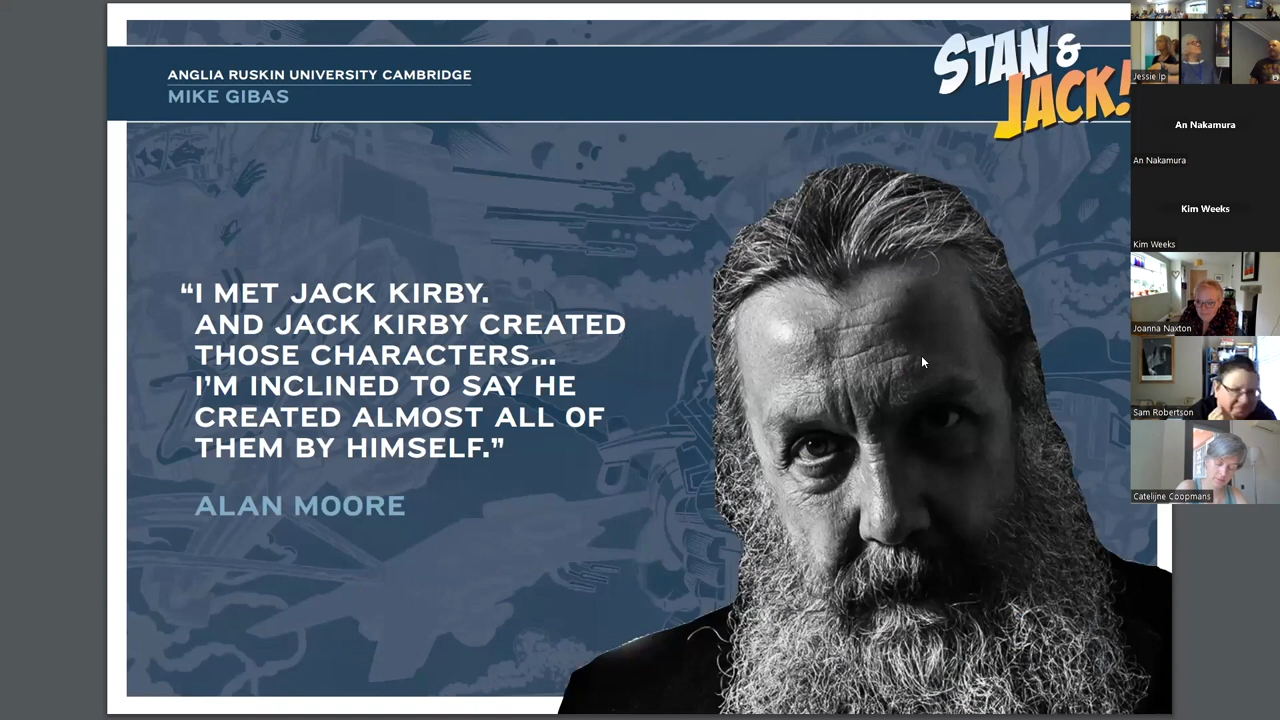 ANGLIA RUSKIN UNIVERSITY CAMBRIDGE
MIKE GIBAS
STAN &
JACK!
“I MET JACK KIRBY.
AND JACK KIRBY CREATED
THOSE CHARACTERS...
I’M INCLINED TO SAY HE
CREATED ALMOST ALL OF
THEM BY HIMSELF.”
ALAN MOORE
Jessie Ip
An Nakamura
An Nakamura
Kim Weeks
Kim Weeks
Joanna Naxton
Sam Robertson
Catelijne Coopmans